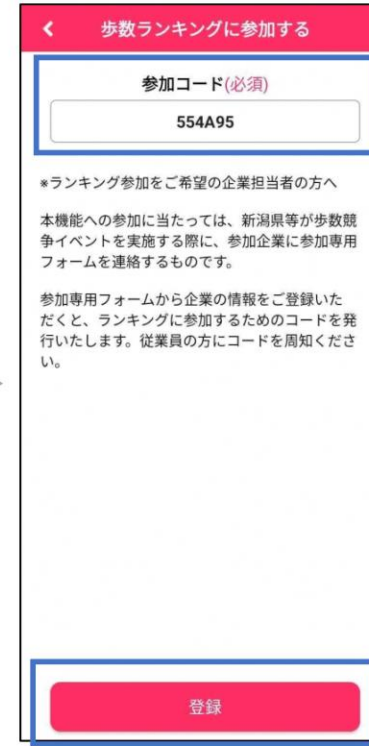 歩数ランキングに参加する
参加コード(必須)
554A95
*ランキング参加をご希望の企業担当者の方へ
本機能への参加に当たっては、新潟県等が歩数競
争イベントを実施する際に、参加企業に参加専用
フォームを連絡するものです。
参加専用フォームから企業の情報をご登録いた
だくと、ランキングに参加するためのコードを発
行いたします。従業員の方にコードを周知くださ
い。
登録